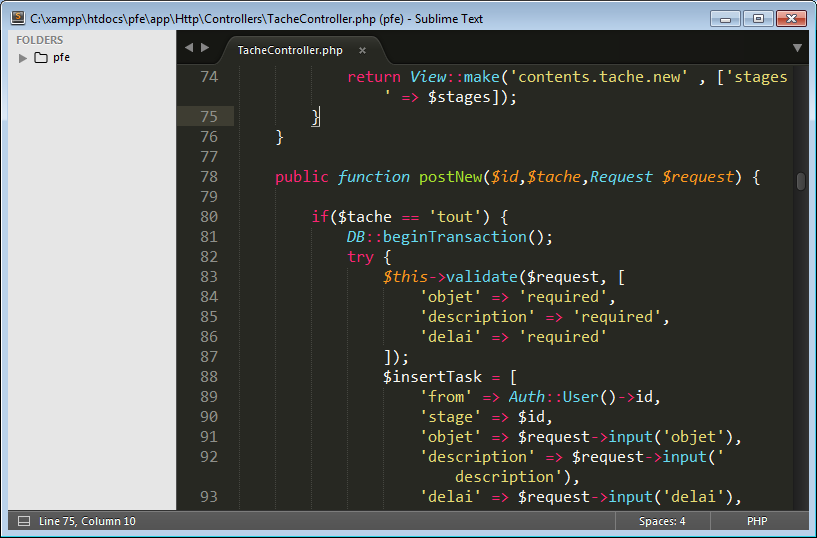 C:\xampp\htdocs\pfe\app\Http\Controllers\TacheController.php (pfe) - Sublime Text
FOLDERS
pfe
TacheController.php
74 return View::make('contents.tache.new' , ['stages
' => $stages]);
75 }
76 }
77
78 public function postNew($id,$tache,Request $request) {
79
80 if($tache == 'tout') {
81 DB::beginTransaction();
82 try {
83 $this->validate($request, [
84 'objet' => 'required',
85 'description' => 'required',
86 'delai' => 'required'
87 ]);
88 $insertTask = [
89 'from' => Auth::User()->id,
90 'stage' => $id,
91 'objet' => $request->input('objet'),
92 'description' => $request->input('
description'),
93 'delai' => $request->input('delai'),
Line 75, Column 10
Spaces: 4
PHP